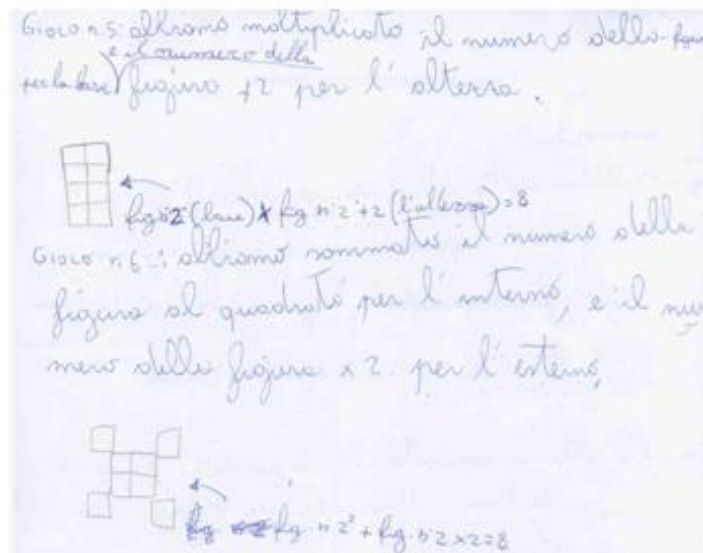 Gioco n.5: abbiamo moltiplicato il numero della figura
e il numero della
per la base figura +2 per l'altezza.
fig n 2 (base) x fig n 2 + 2 (l'altezza) = 8
Gioco n.6: abbiamo sommato il numero della
figura al quadrato per l'interno, e il nu-
mero della figura x 2 per l'esterno,
fig. n 2² + fig. n 2 x 2 = 8